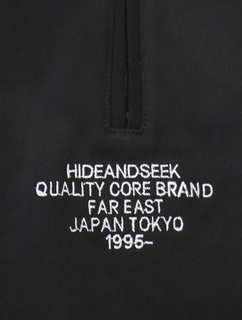 HIDEANDSEEK
QUALITY CORE BRAND
FAR EAST
JAPAN TOKYO
1995~